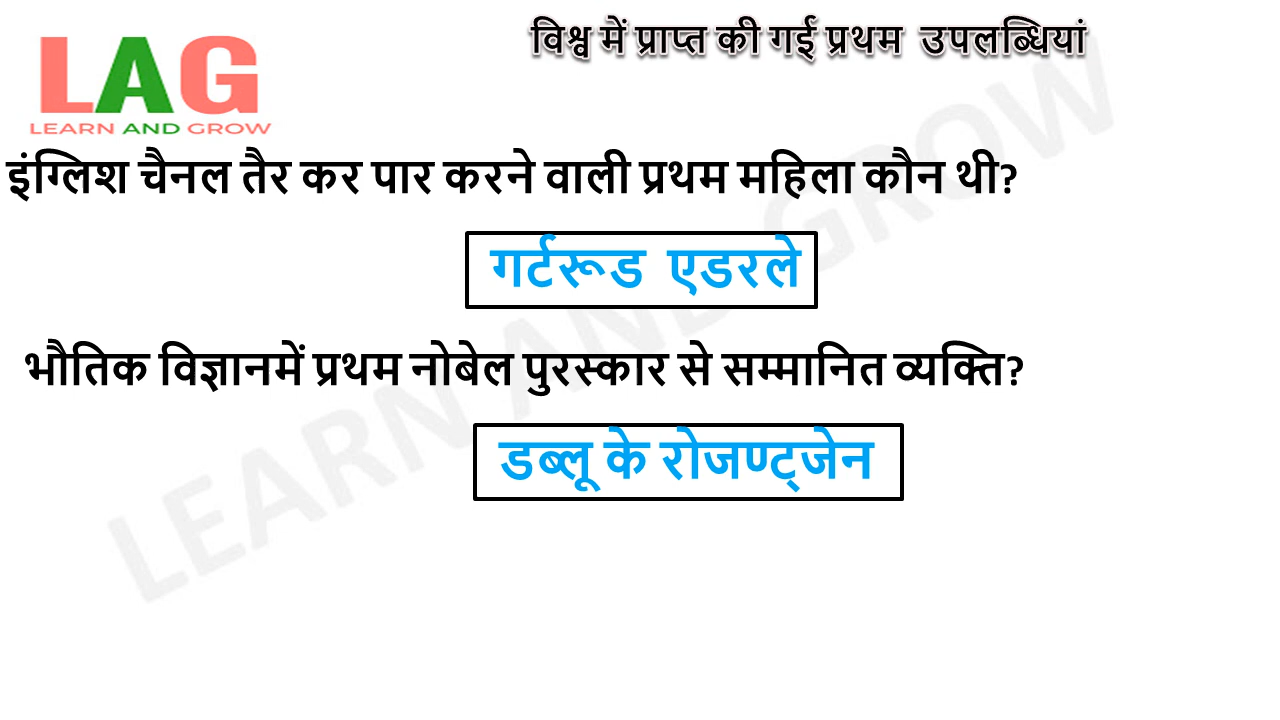 विश्व में प्राप्त की गई प्रथम उपलब्धियां
LAG
LEARN AND GROW
इंग्लिश चैनल तैर कर पार करने वाली प्रथम महिला कौन थी?
गर्टरूड एडरले
भौतिक विज्ञानमें प्रथम नोबेल पुरस्कार से सम्मानित व्यक्ति?
डब्लू के रोजण्ट्जेन
LEARN AND GROW